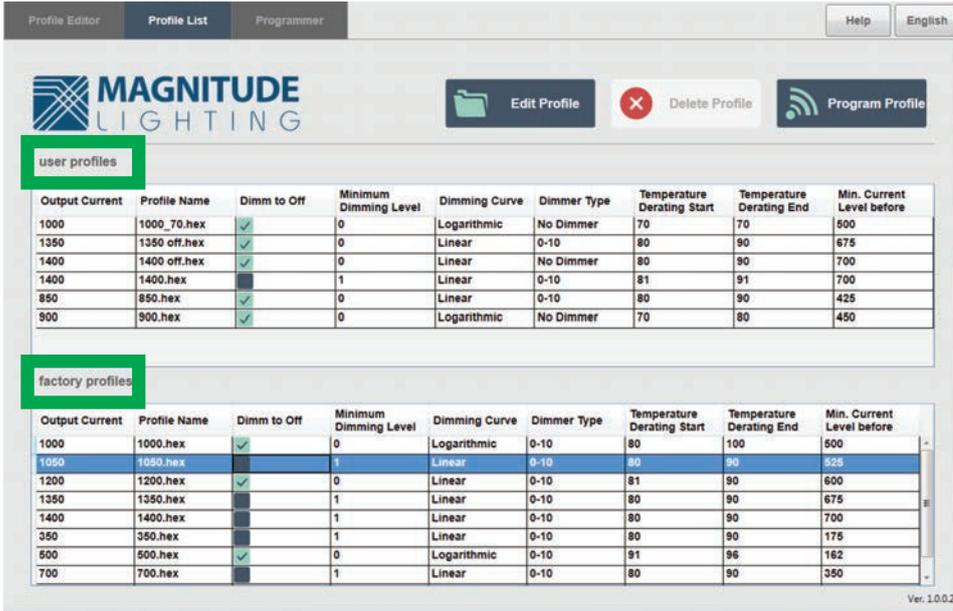 Profile Editor Profile List Programmer Help English
MAGNITUDE
LIGHTING
Edit Profile Delete Profile Program Profile
user profiles
Output Current Profile Name Dimm to Off Minimum Dimming Level Dimming Curve Dimmer Type Temperature Derating Start Temperature Derating End Min. Current Level before
1000 1000_70.hex 0 Logarithmic No Dimmer 70 70 500
1350 1350 off.hex 0 Linear 0-10 80 90 675
1400 1400 off.hex 0 Linear No Dimmer 80 90 700
1400 1400.hex 1 Linear 0-10 81 91 700
850 850.hex 0 Linear 0-10 80 90 425
900 900.hex 0 Logarithmic No Dimmer 70 80 450
factory profiles
Output Current Profile Name Dimm to Off Minimum Dimming Level Dimming Curve Dimmer Type Temperature Derating Start Temperature Derating End Min. Current Level before
1000 1000.hex 0 Logarithmic 0-10 80 100 500
1050 1050.hex 1 Linear 0-10 80 90 525
1200 1200.hex 0 Linear 0-10 81 90 600
1350 1350.hex 1 Linear 0-10 80 90 675
1400 1400.hex 1 Linear 0-10 80 90 700
350 350.hex 1 Linear 0-10 80 90 175
500 500.hex 0 Logarithmic 0-10 91 96 162
700 700.hex 1 Linear 0-10 80 90 350
Ver. 1.0.0.2